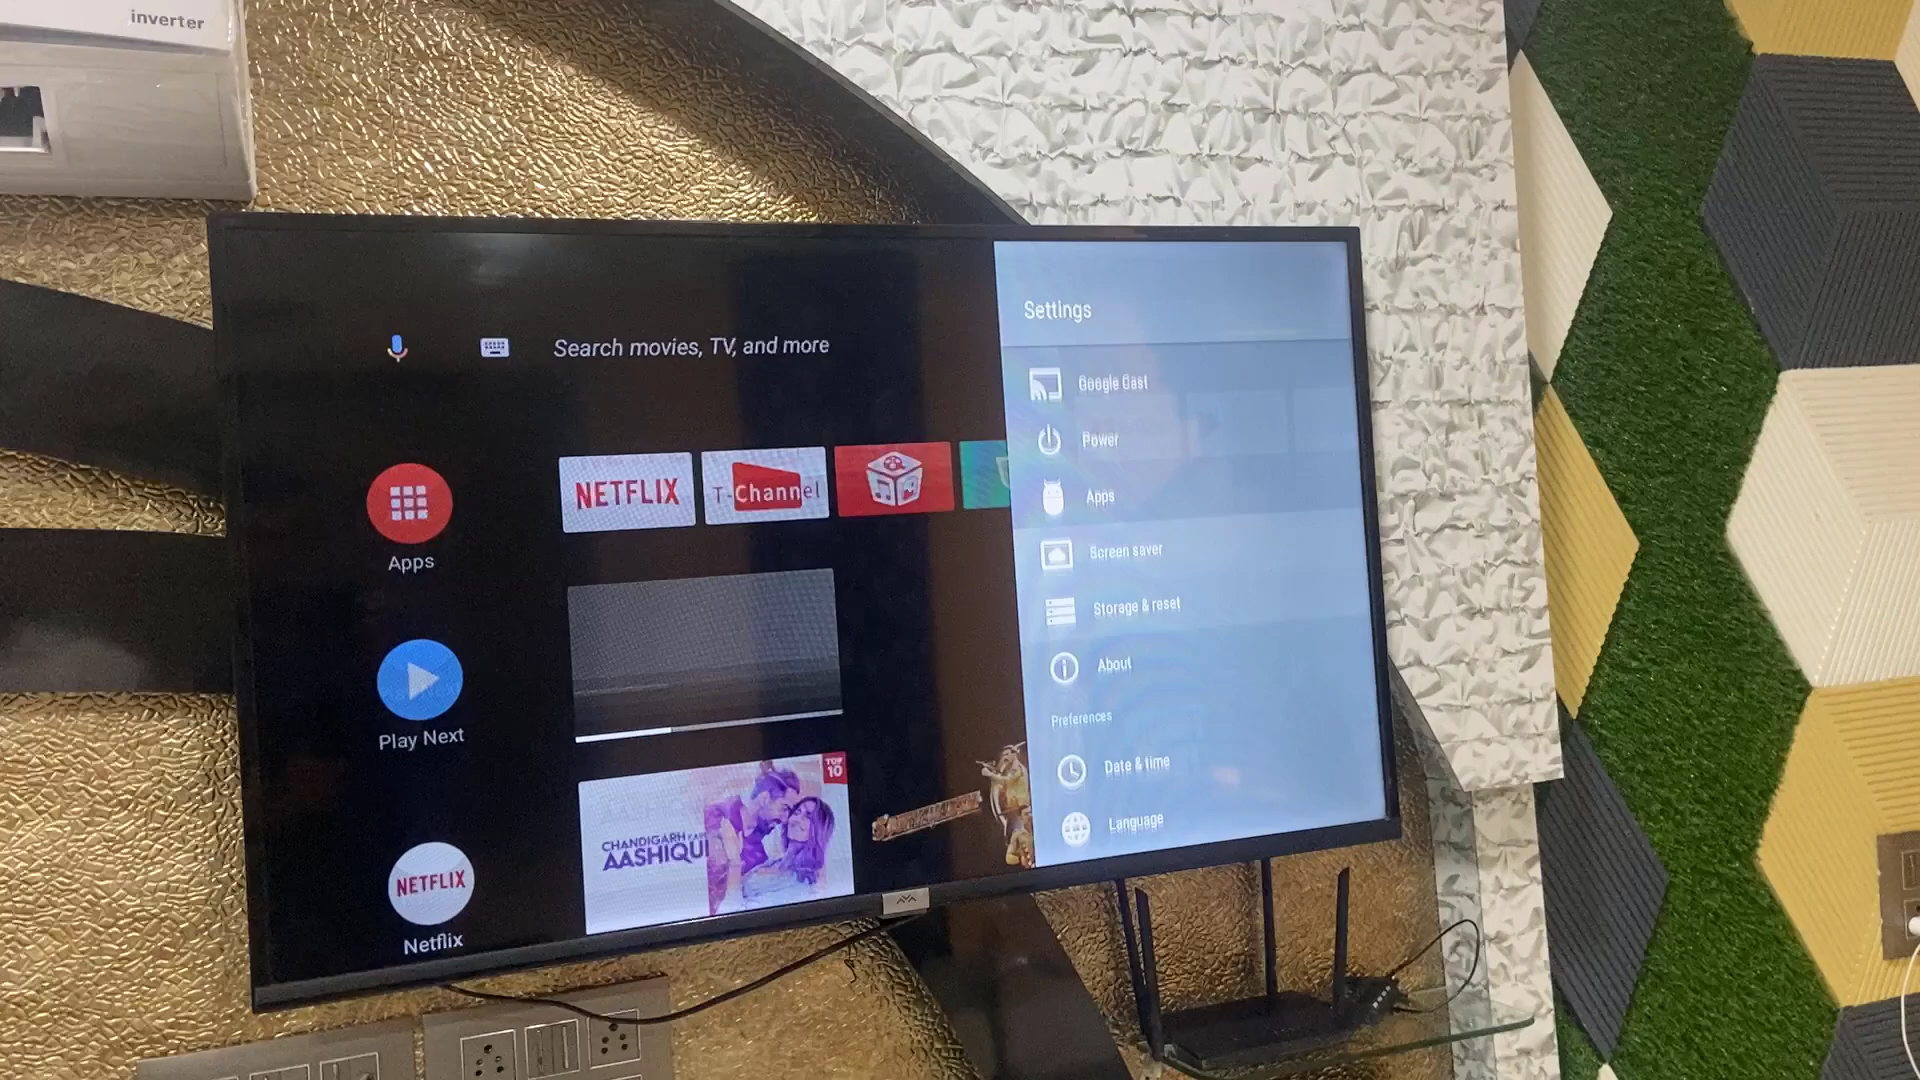 inverter
Search movies, TV, and more
Apps
NETFLIX
T-Channel
Play Next
TOP
10
CHANDIGARH
AASHIQUI
NETFLIX
Netflix
Settings
Google Cast
Power
Apps
Screen saver
Storage & reset
About
Preferences
Date & time
Language